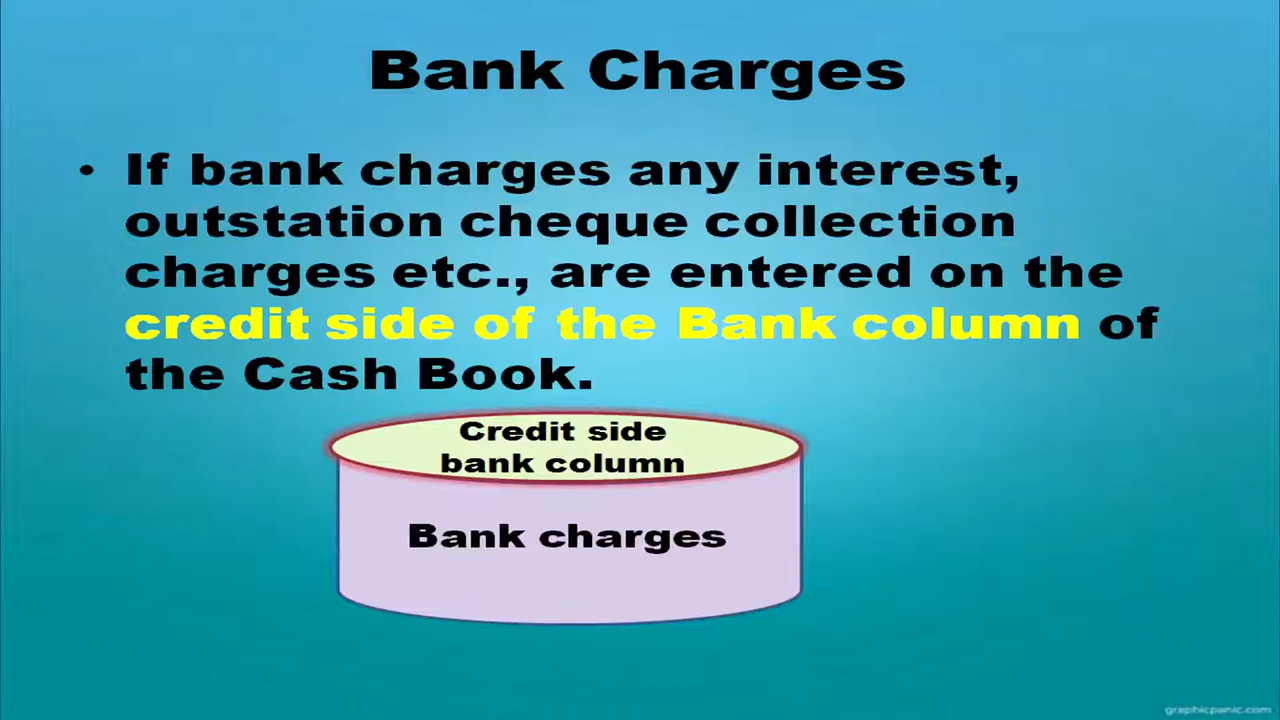 Bank Charges
• If bank charges any interest,
outstation cheque collection
charges etc., are entered on the
credit side of the Bank column of
the Cash Book.
Credit side
bank column
Bank charges
graphicpanic.com